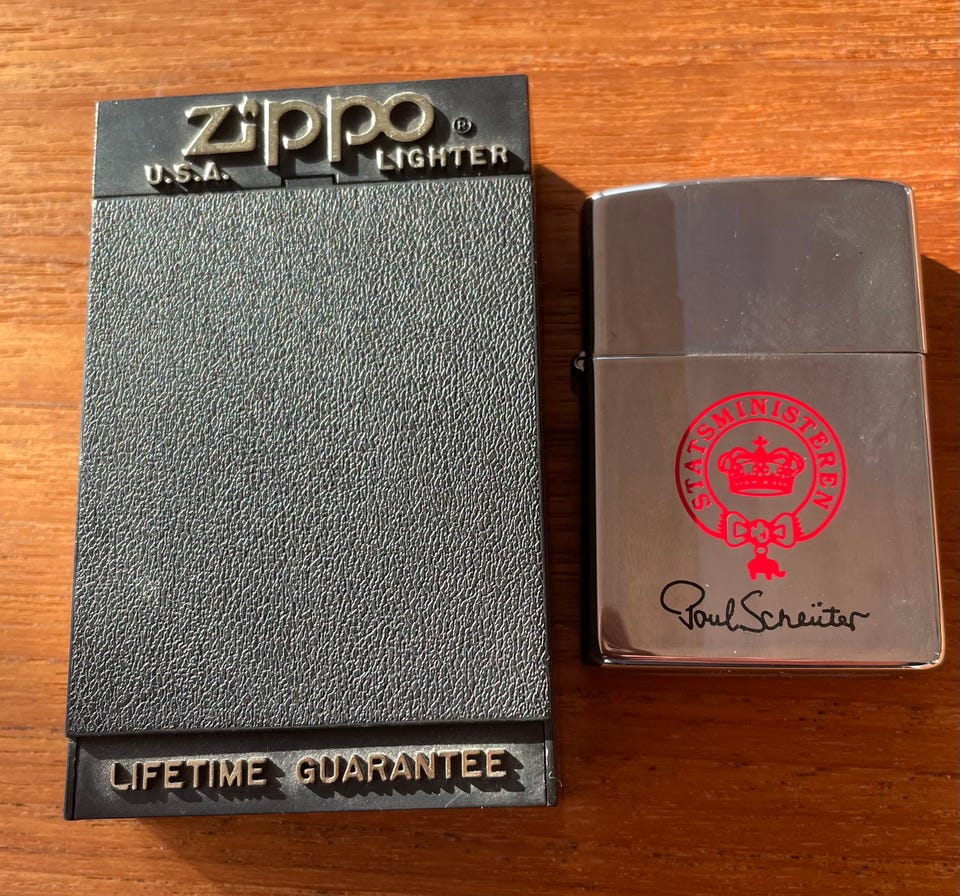 zippo ®
U.S.A. LIGHTER
LIFETIME GUARANTEE
STATSMINISTEREN
Poul Schlüter